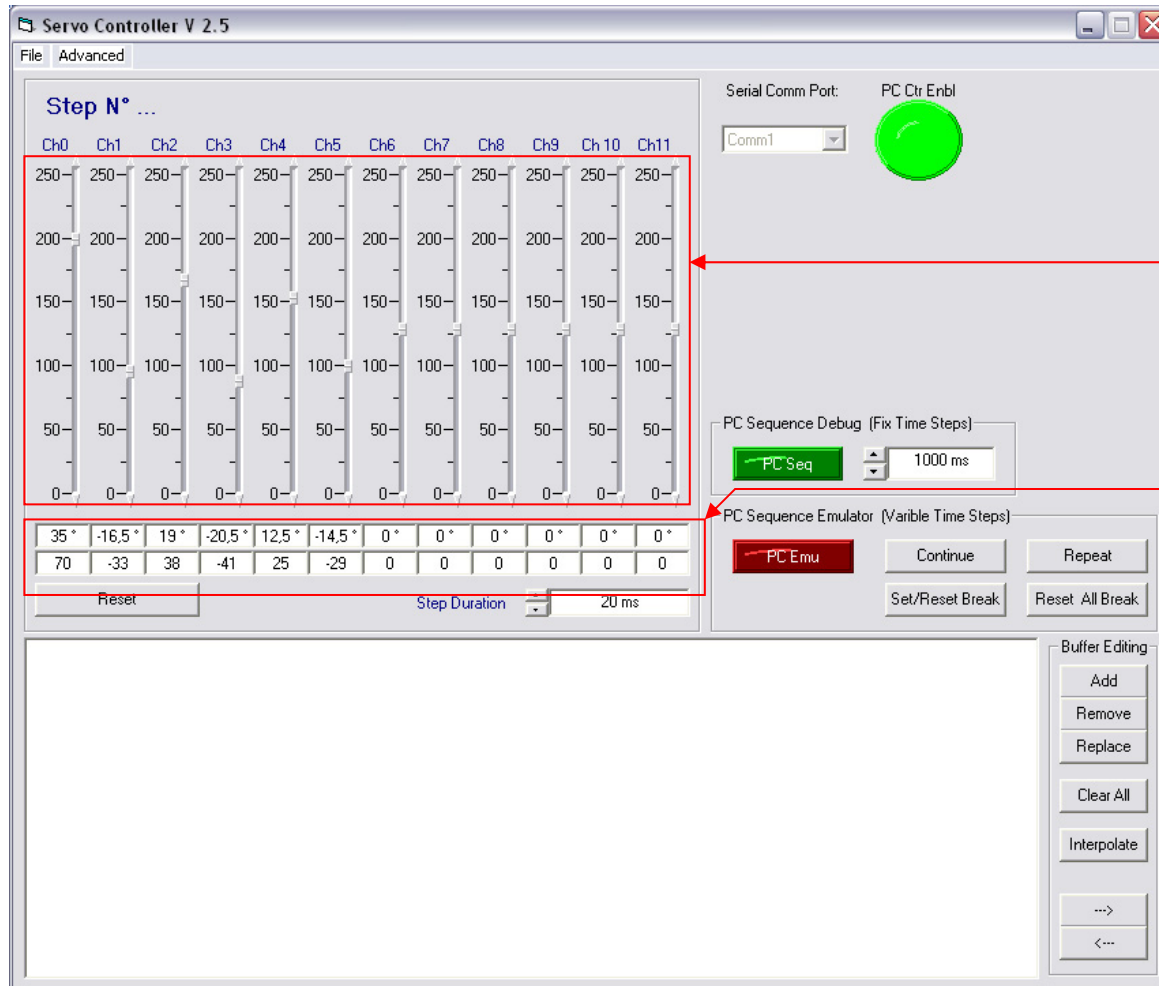 Servo Controller V 2.5
File Advanced
Step N° ...
Ch0 Ch1 Ch2 Ch3 Ch4 Ch5 Ch6 Ch7 Ch8 Ch9 Ch 10 Ch11
250 250 250 250 250 250 250 250 250 250 250 250
200 200 200 200 200 200 200 200 200 200 200 200
150 150 150 150 150 150 150 150 150 150 150 150
100 100 100 100 100 100 100 100 100 100 100 100
50 50 50 50 50 50 50 50 50 50 50 50
0 0 0 0 0 0 0 0 0 0 0 0
35 ° -16,5 ° 19 ° -20,5 ° 12,5 ° -14,5 ° 0 ° 0 ° 0 ° 0 ° 0 ° 0 °
70 -33 38 -41 25 -29 0 0 0 0 0 0
Reset
Step Duration 20 ms
Serial Comm Port:
Comm1
PC Ctr Enbl
PC Sequence Debug (Fix Time Steps)
PC Seq 1000 ms
PC Sequence Emulator (Varible Time Steps)
PC Emu Continue Repeat
Set/Reset Break Reset All Break
Buffer Editing
Add
Remove
Replace
Clear All
Interpolate
--->
<---